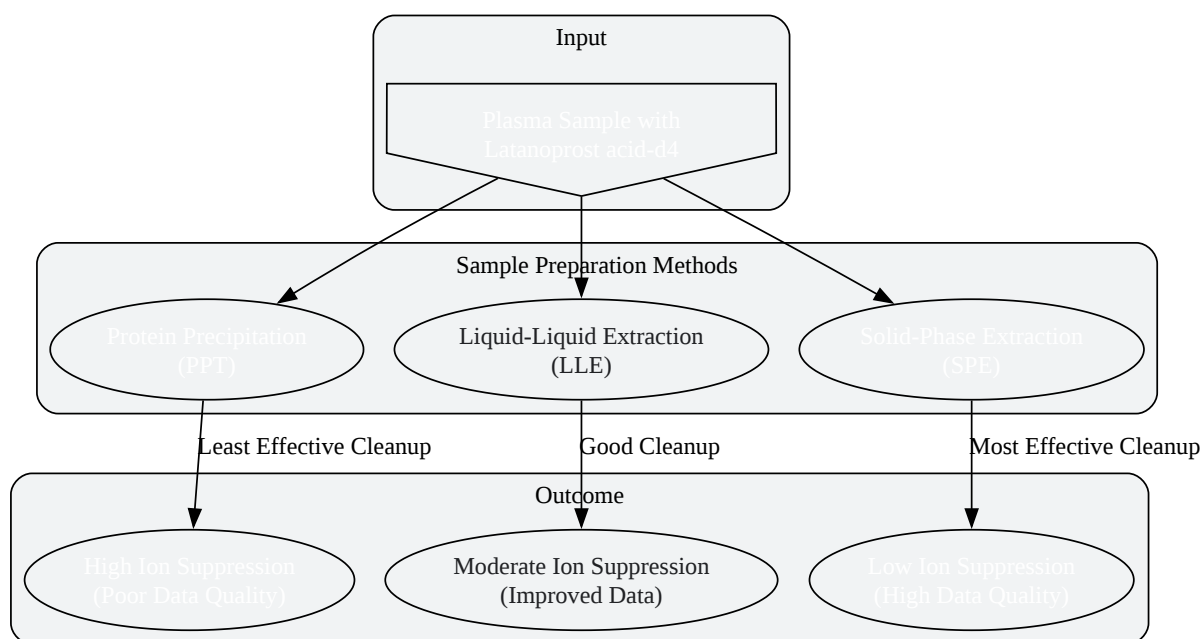 Input
Plasma Sample with
Latanoprost acid-d4
Sample Preparation Methods
Protein Precipitation
(PPT)
Liquid-Liquid Extraction
(LLE)
Solid-Phase Extraction
(SPE)
Least Effective Cleanup
Good Cleanup
Most Effective Cleanup
Outcome
High Ion Suppression
(Poor Data Quality)
Moderate Ion Suppression
(Improved Data)
Low Ion Suppression
(High Data Quality)